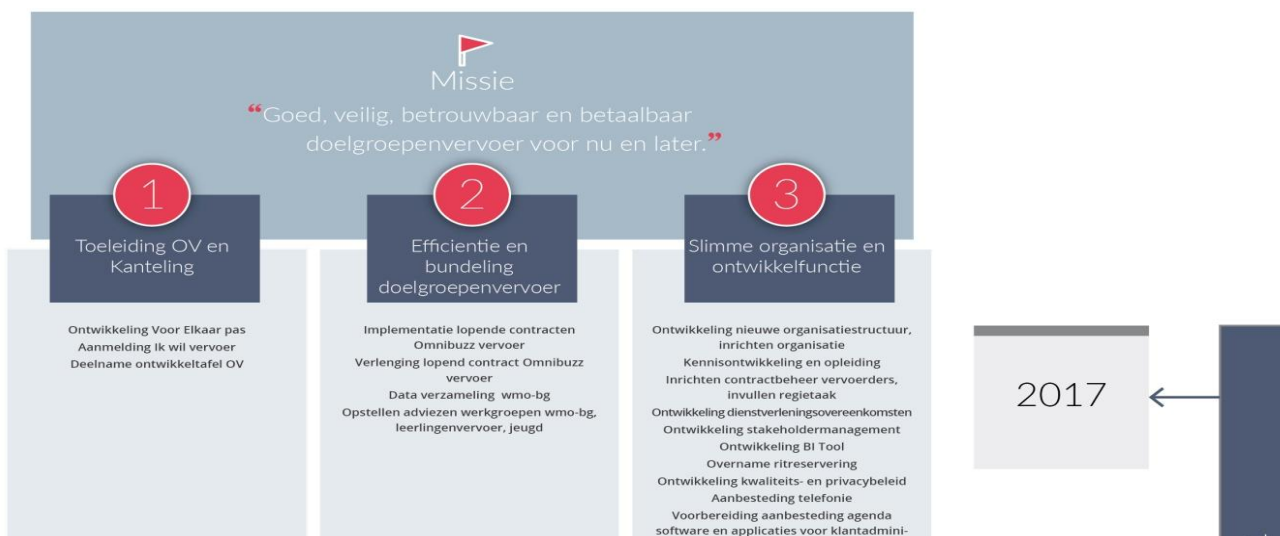 Missie
“Goed, veilig, betrouwbaar en betaalbaar
doelgroepenvervoer voor nu en later.”
1
Toeleiding OV en
Kanteling
Ontwikkeling Voor Elkaar pas
Aanmelding Ik wil vervoer
Deelname ontwikkeltafel OV
2
Efficientie en
bundeling
doelgroepenvervoer
Implementatie lopende contracten
Omnibuzz vervoer
Verlenging lopend contract Omnibuzz
vervoer
Data verzameling wmo-bg
Opstellen adviezen werkgroepen wmo-bg,
leerlingenvervoer, jeugd
3
Slimme organisatie en
ontwikkelfunctie
Ontwikkeling nieuwe organisatiestructuur,
inrichten organisatie
Kennisontwikkeling en opleiding
Inrichten contractbeheer vervoerders,
invullen regietaak
Ontwikkeling dienstverleningsovereenkomsten
Ontwikkeling stakeholdermanagement
Ontwikkeling BI Tool
Overname ritreservering
Ontwikkeling kwaliteits- en privacybeleid
Aanbesteding telefonie
Voorbereiding aanbesteding agenda
software en applicaties voor klantadmini-
2017